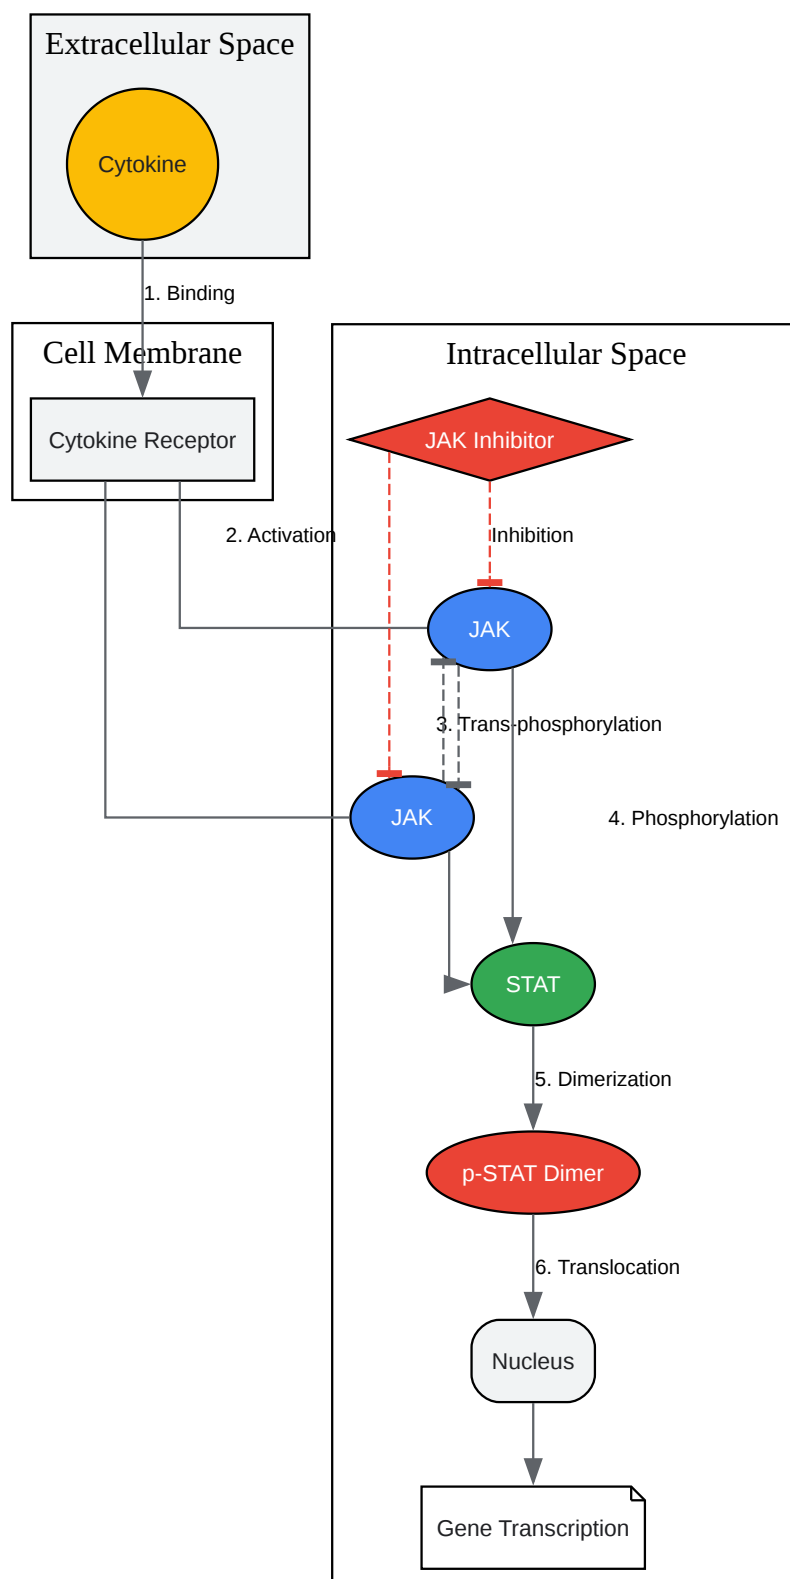 Extracellular Space
Cytokine
1. Binding
Cell Membrane
Intracellular Space
Cytokine Receptor
JAK Inhibitor
2. Activation
Inhibition
JAK
3. Trans-phosphorylation
JAK
4. Phosphorylation
STAT
5. Dimerization
p-STAT Dimer
6. Translocation
Nucleus
Gene Transcription